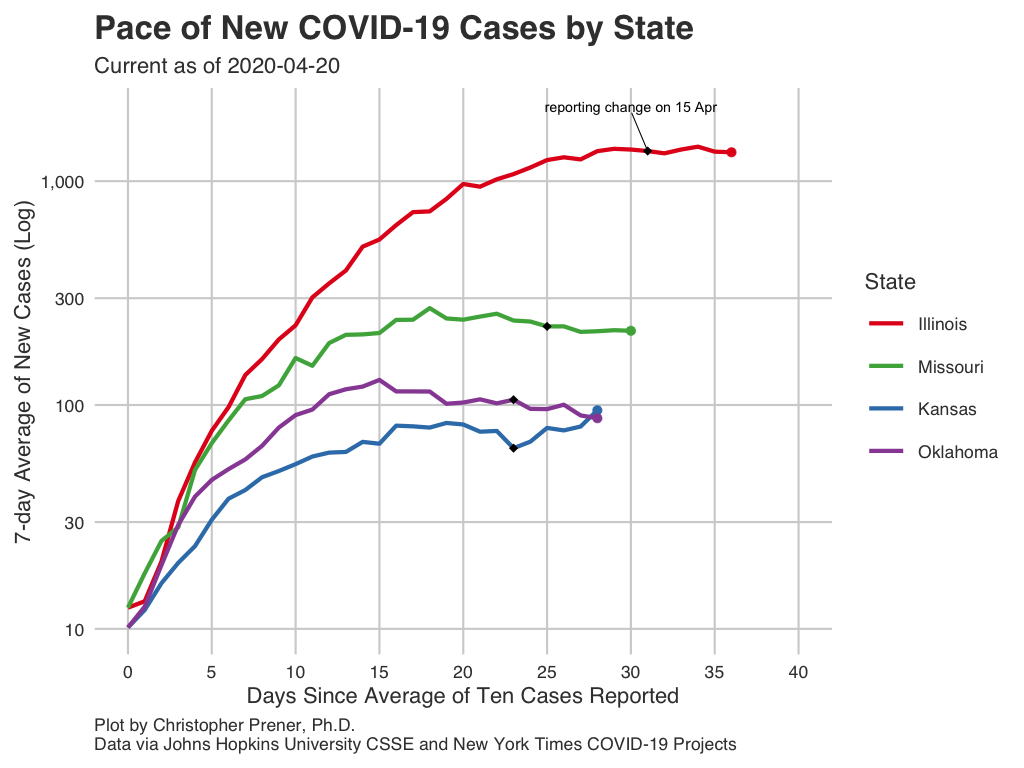 Pace of New COVID-19 Cases by State
Current as of 2020-04-20
reporting change on 15 Apr
7-day Average of New Cases (Log)
1,000
300
100
30
10
0 5 10 15 20 25 30 35 40
Days Since Average of Ten Cases Reported
State
Illinois
Missouri
Kansas
Oklahoma
Plot by Christopher Prener, Ph.D.
Data via Johns Hopkins University CSSE and New York Times COVID-19 Projects